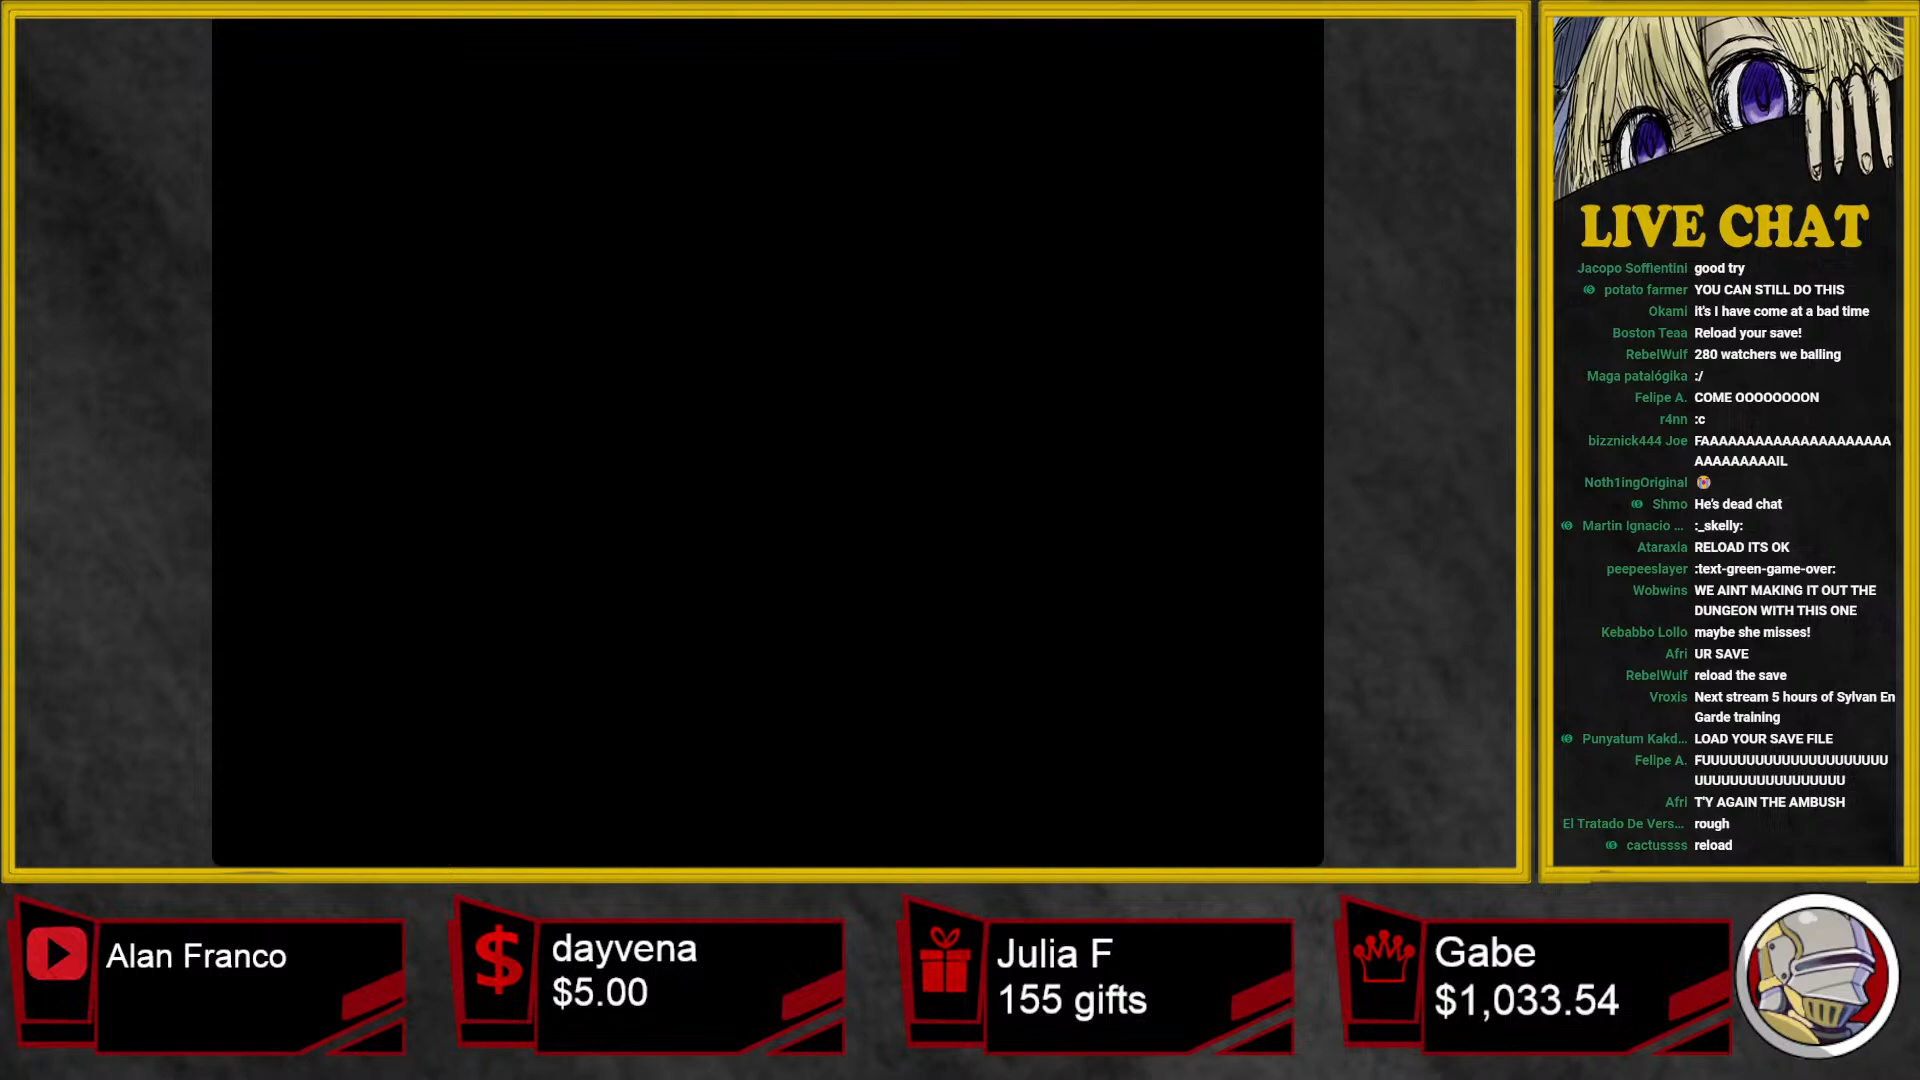 LIVE CHAT
Jacopo Soffientini good try
potato farmer YOU CAN STILL DO THIS
Okami it's I have come at a bad time
Boston Teaa Reload your save!
RebelWulf 280 watchers we balling
Maga patalógika :/
Felipe A. COME OOOOOOOON
r4nn :c
bizznick444 Joe FAAAAAAAAAAAAAAAAAAAAA
AAAAAAAAAIL
Noth1ingOriginal
Shmo He's dead chat
Martin Ignacio ... :_skelly:
Ataraxia RELOAD ITS OK
peepeeslayer :text-green-game-over:
Wobwins WE AINT MAKING IT OUT THE
DUNGEON WITH THIS ONE
Kebabbo Lollo maybe she misses!
Afri UR SAVE
RebelWulf reload the save
Vroxis Next stream 5 hours of Sylvan En
Garde training
Punyatum Kakd... LOAD YOUR SAVE FILE
Felipe A. FUUUUUUUUUUUUUUUUUUUUU
UUUUUUUUUUUUUUUUU
Afri T'Y AGAIN THE AMBUSH
El Tratado De Vers... rough
cactussss reload
Alan Franco
$
dayvena
$5.00
Julia F
155 gifts
Gabe
$1,033.54